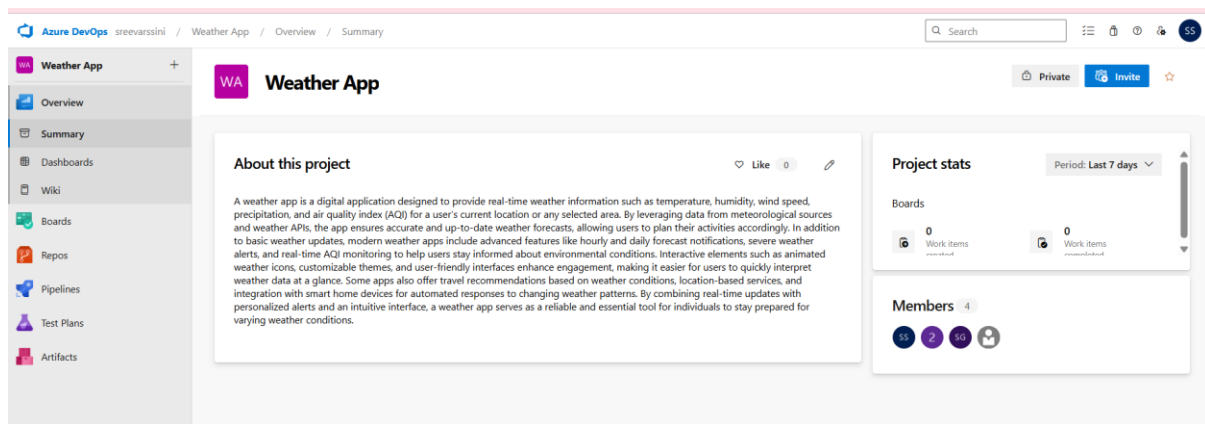 Azure DevOps sreevarssini / Weather App / Overview / Summary
Search
SS
WA Weather App +
Overview
Summary
Dashboards
Wiki
Boards
Repos
Pipelines
Test Plans
Artifacts
WA Weather App
Private
Invite
About this project
Like 0
A weather app is a digital application designed to provide real-time weather information such as temperature, humidity, wind speed,
precipitation, and air quality index (AQI) for a user's current location or any selected area. By leveraging data from meteorological sources
and weather APIs, the app ensures accurate and up-to-date weather forecasts, allowing users to plan their activities accordingly. In addition
to basic weather updates, modern weather apps include advanced features like hourly and daily forecast notifications, severe weather
alerts, and real-time AQI monitoring to help users stay informed about environmental conditions. Interactive elements such as animated
weather icons, customizable themes, and user-friendly interfaces enhance engagement, making it easier for users to quickly interpret
weather data at a glance. Some apps also offer travel recommendations based on weather conditions, location-based services, and
integration with smart home devices for automated responses to changing weather patterns. By combining real-time updates with
personalized alerts and an intuitive interface, a weather app serves as a reliable and essential tool for individuals to stay prepared for
varying weather conditions.
Project stats
Period: Last 7 days
Boards
0
Work items
created
0
Work items
completed
Members 4
SS 2 SG